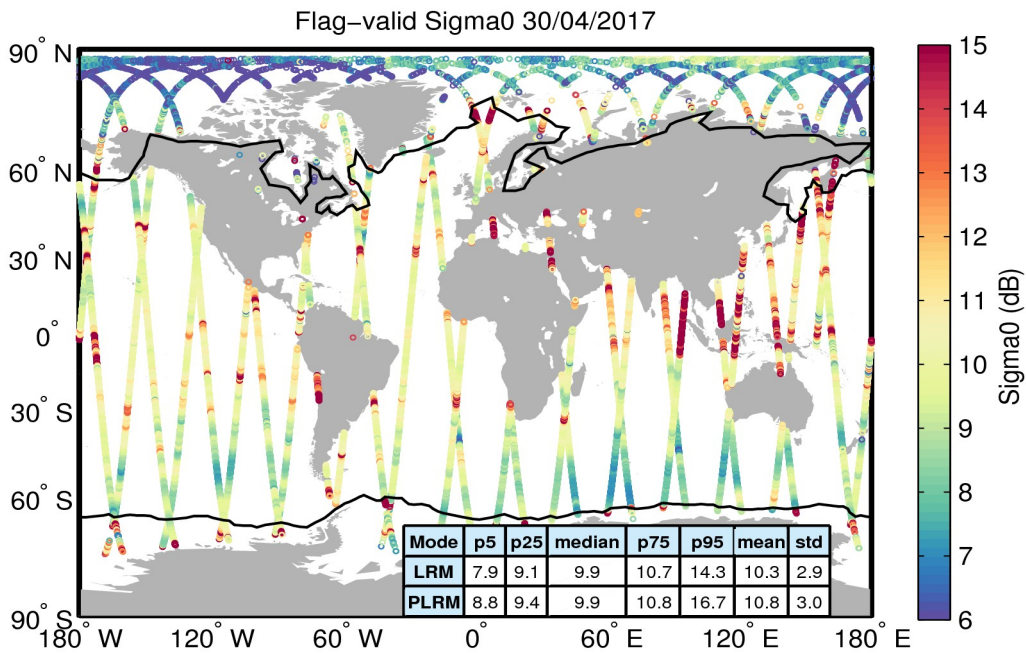 Flag−valid Sigma0 30/04/2017
90° N
60° N
30° N
0°
30° S
60° S
90° S
180° W
120° W
60° W
0°
60° E
120° E
180° E
15
14
13
12
11
10
9
8
7
6
Sigma0 (dB)
Mode p5 p25 median p75 p95 mean std
LRM 7.9 9.1 9.9 10.7 14.3 10.3 2.9
PLRM 8.8 9.4 9.9 10.8 16.7 10.8 3.0